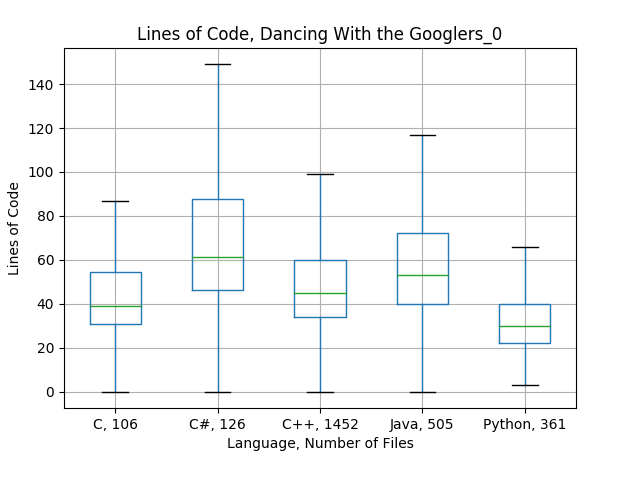 Lines of Code, Dancing With the Googlers_0
Lines of Code
140
120
100
80
60
40
20
0
C, 106
C#, 126
C++, 1452
Java, 505
Python, 361
Language, Number of Files